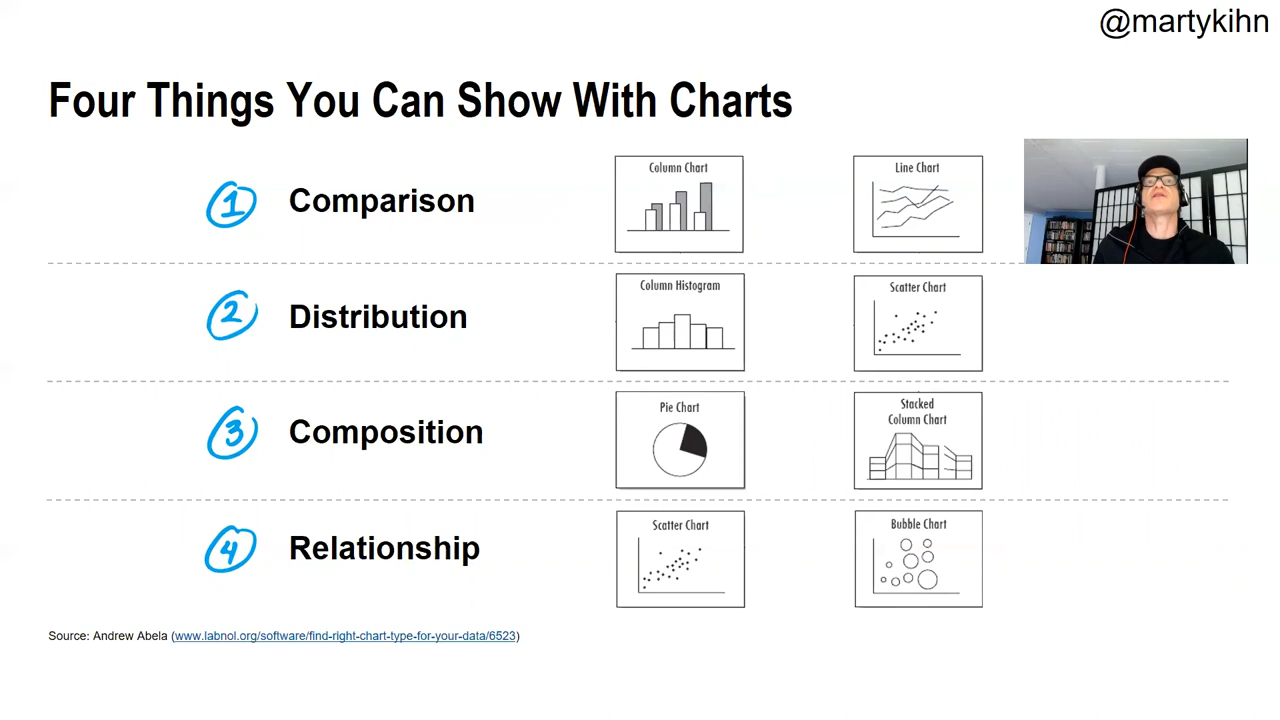 @martykihn
Four Things You Can Show With Charts
1 Comparison
Column Chart
Line Chart
2 Distribution
Column Histogram
Scatter Chart
3 Composition
Pie Chart
Stacked
Column Chart
4 Relationship
Scatter Chart
Bubble Chart
Source: Andrew Abela (www.labnol.org/software/find-right-chart-type-for-your-data/6523)